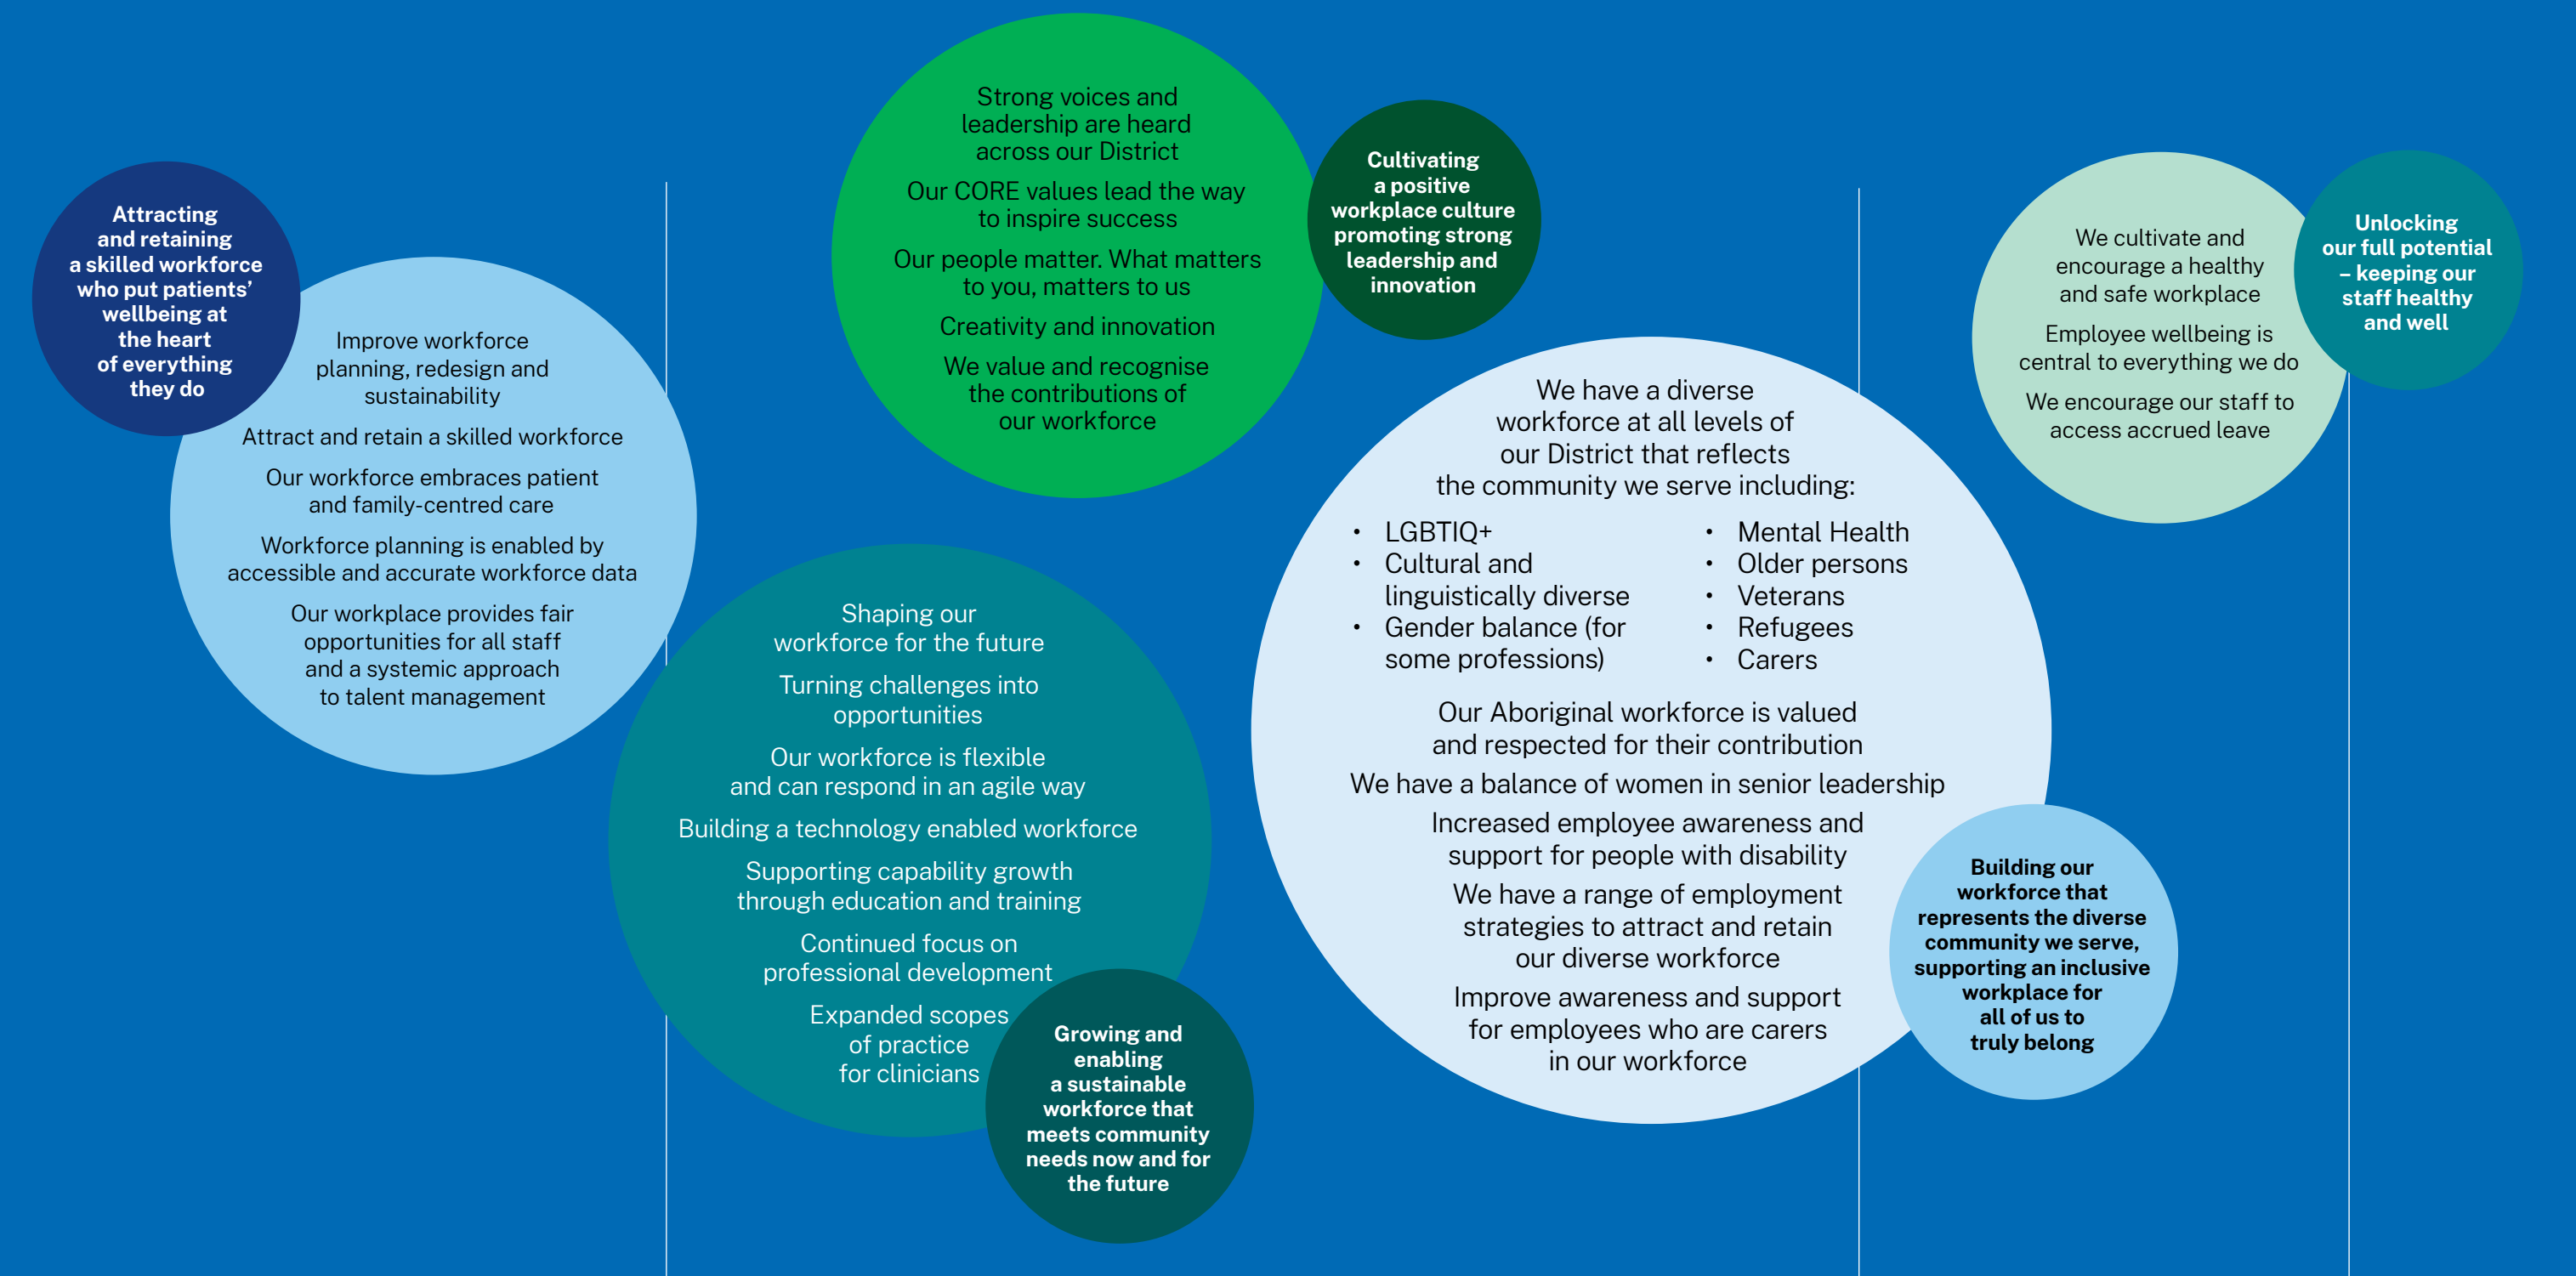 Attracting
and retaining
a skilled workforce
who put patients’
wellbeing at
the heart
of everything
they do
Improve workforce
planning, redesign and
sustainability
Attract and retain a skilled workforce
Our workforce embraces patient
and family-centred care
Workforce planning is enabled by
accessible and accurate workforce data
Our workplace provides fair
opportunities for all staff
and a systemic approach
to talent management
Strong voices and
leadership are heard
across our District
Our CORE values lead the way
to inspire success
Our people matter. What matters
to you, matters to us
Creativity and innovation
We value and recognise
the contributions of
our workforce
Cultivating
a positive
workplace culture
promoting strong
leadership and
innovation
Shaping our
workforce for the future
Turning challenges into
opportunities
Our workforce is flexible
and can respond in an agile way
Building a technology enabled workforce
Supporting capability growth
through education and training
Continued focus on
professional development
Expanded scopes
of practice
for clinicians
Growing and
enabling
a sustainable
workforce that
meets community
needs now and for
the future
We have a diverse
workforce at all levels of
our District that reflects
the community we serve including:
• LGBTIQ+
• Cultural and
linguistically diverse
• Gender balance (for
some professions)
• Mental Health
• Older persons
• Veterans
• Refugees
• Carers
Our Aboriginal workforce is valued
and respected for their contribution
We have a balance of women in senior leadership
Increased employee awareness and
support for people with disability
We have a range of employment
strategies to attract and retain
our diverse workforce
Improve awareness and support
for employees who are carers
in our workforce
Building our
workforce that
represents the diverse
community we serve,
supporting an inclusive
workplace for
all of us to
truly belong
We cultivate and
encourage a healthy
and safe workplace
Employee wellbeing is
central to everything we do
We encourage our staff to
access accrued leave
Unlocking
our full potential
– keeping our
staff healthy
and well